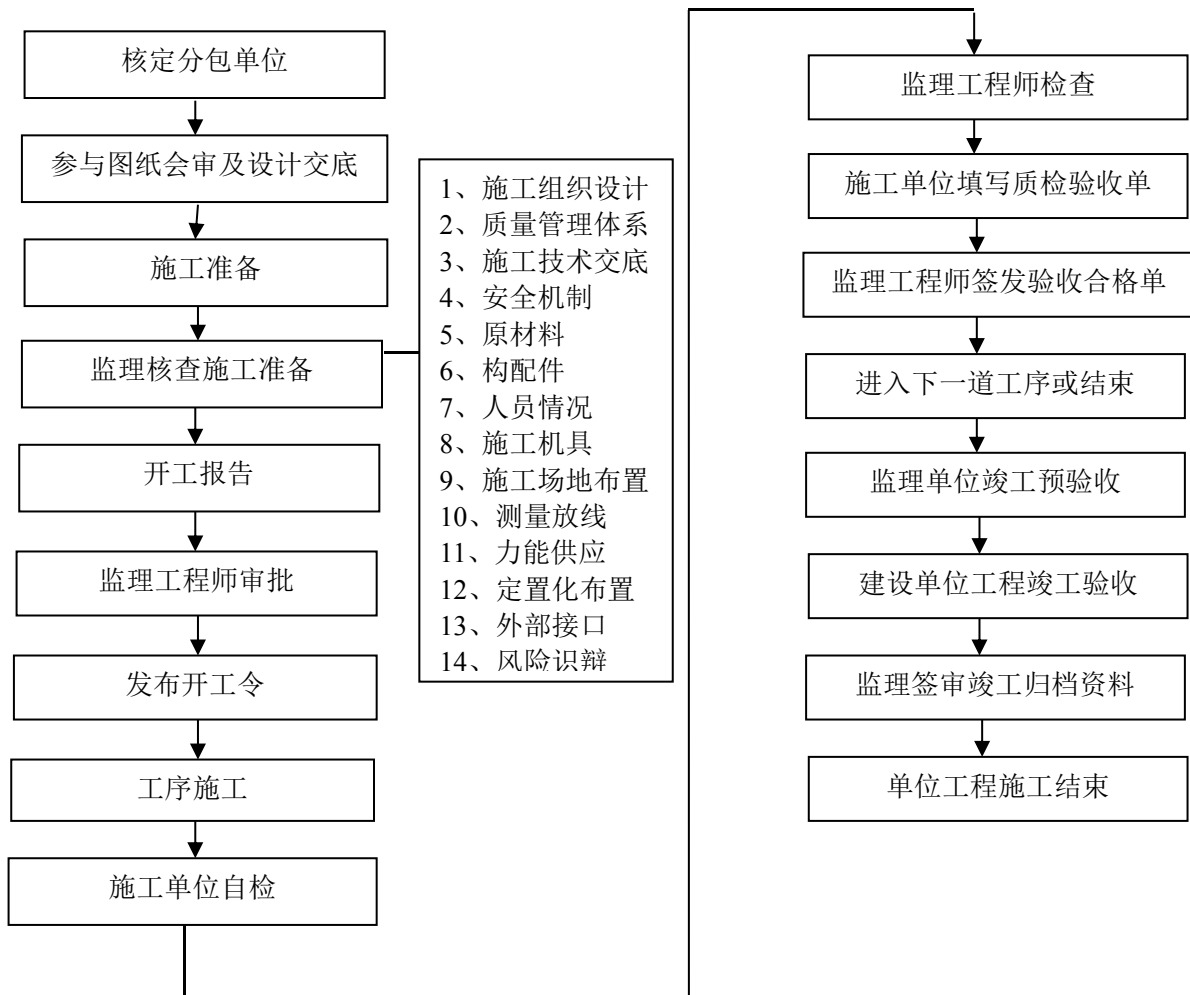 核定分包单位
参与图纸会审及设计交底
施工准备
监理核查施工准备
开工报告
监理工程师审批
发布开工令
工序施工
施工单位自检
1、施工组织设计
2、质量管理体系
3、施工技术交底
4、安全机制
5、原材料
6、构配件
7、人员情况
8、施工机具
9、施工场地布置
10、测量放线
11、力能供应
12、定置化布置
13、外部接口
14、风险识辩
监理工程师检查
施工单位填写质检验收单
监理工程师签发验收合格单
进入下一道工序或结束
监理单位竣工预验收
建设单位工程竣工验收
监理签审竣工归档资料
单位工程施工结束